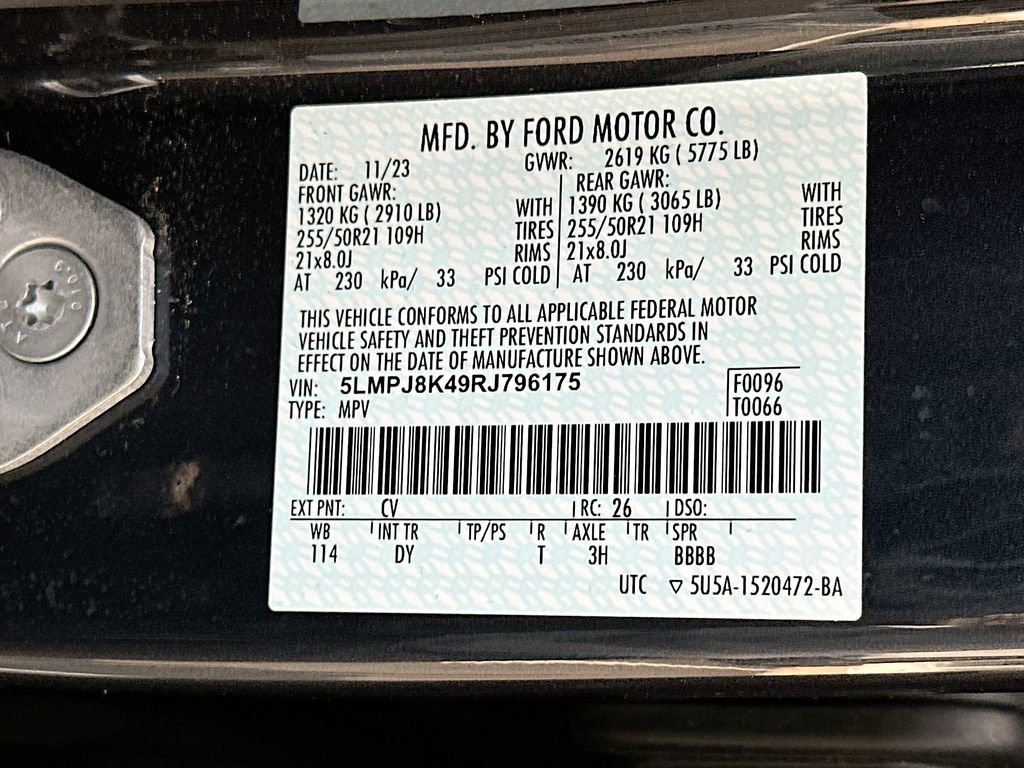 MFD. BY FORD MOTOR CO.
DATE: 11/23 GVWR: 2619 KG ( 5775 LB)
FRONT GAWR: REAR GAWR:
1320 KG ( 2910 LB) WITH 1390 KG ( 3065 LB) WITH
255/50R21 109H TIRES 255/50R21 109H TIRES
21x8.0J RIMS 21x8.0J RIMS
AT 230 kPa/ 33 PSI COLD AT 230 kPa/ 33 PSI COLD
THIS VEHICLE CONFORMS TO ALL APPLICABLE FEDERAL MOTOR
VEHICLE SAFETY AND THEFT PREVENTION STANDARDS IN
EFFECT ON THE DATE OF MANUFACTURE SHOWN ABOVE.
VIN: 5LMPJ8K49RJ796175 F0096
TYPE: MPV T0066
EXT PNT: CV RC: 26 DSO:
WB INT TR TP/PS R AXLE TR SPR
114 DY T 3H BBBB
UTC ▽ 5U5A-1520472-BA